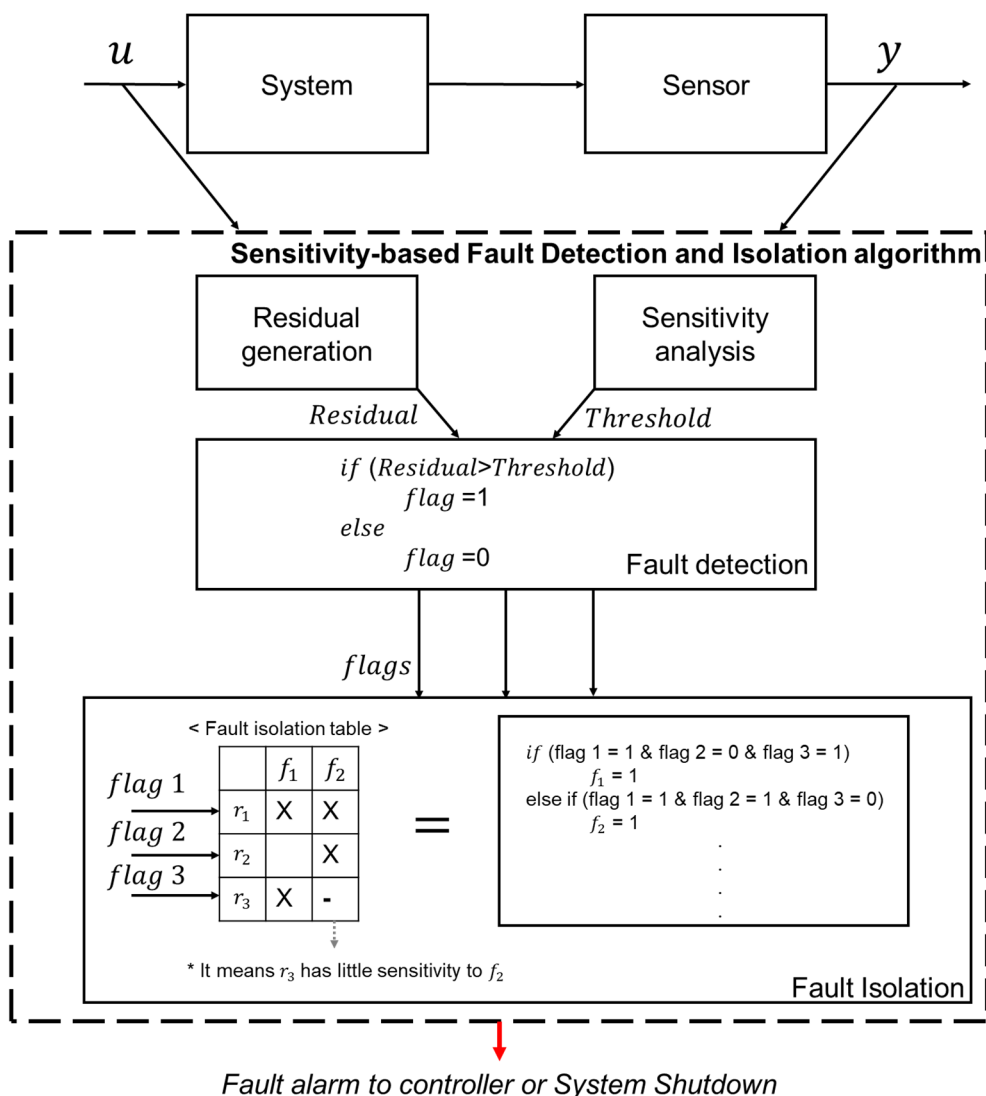 u
y
System
Sensor
Sensitivity-based Fault Detection and Isolation algorithm
Residual
generation
Sensitivity
analysis
Residual
Threshold
if (Residual>Threshold)
flag =1
else
flag =0
Fault detection
flags
< Fault isolation table >
f₁ f₂
flag 1
r₁ X X
flag 2
r₂ X
flag 3
r₃ X -
* It means r₃ has little sensitivity to f₂
=
if (flag 1 = 1 & flag 2 = 0 & flag 3 = 1)
f₁ = 1
else if (flag 1 = 1 & flag 2 = 1 & flag 3 = 0)
f₂ = 1
.
.
.
.
Fault Isolation
Fault alarm to controller or System Shutdown